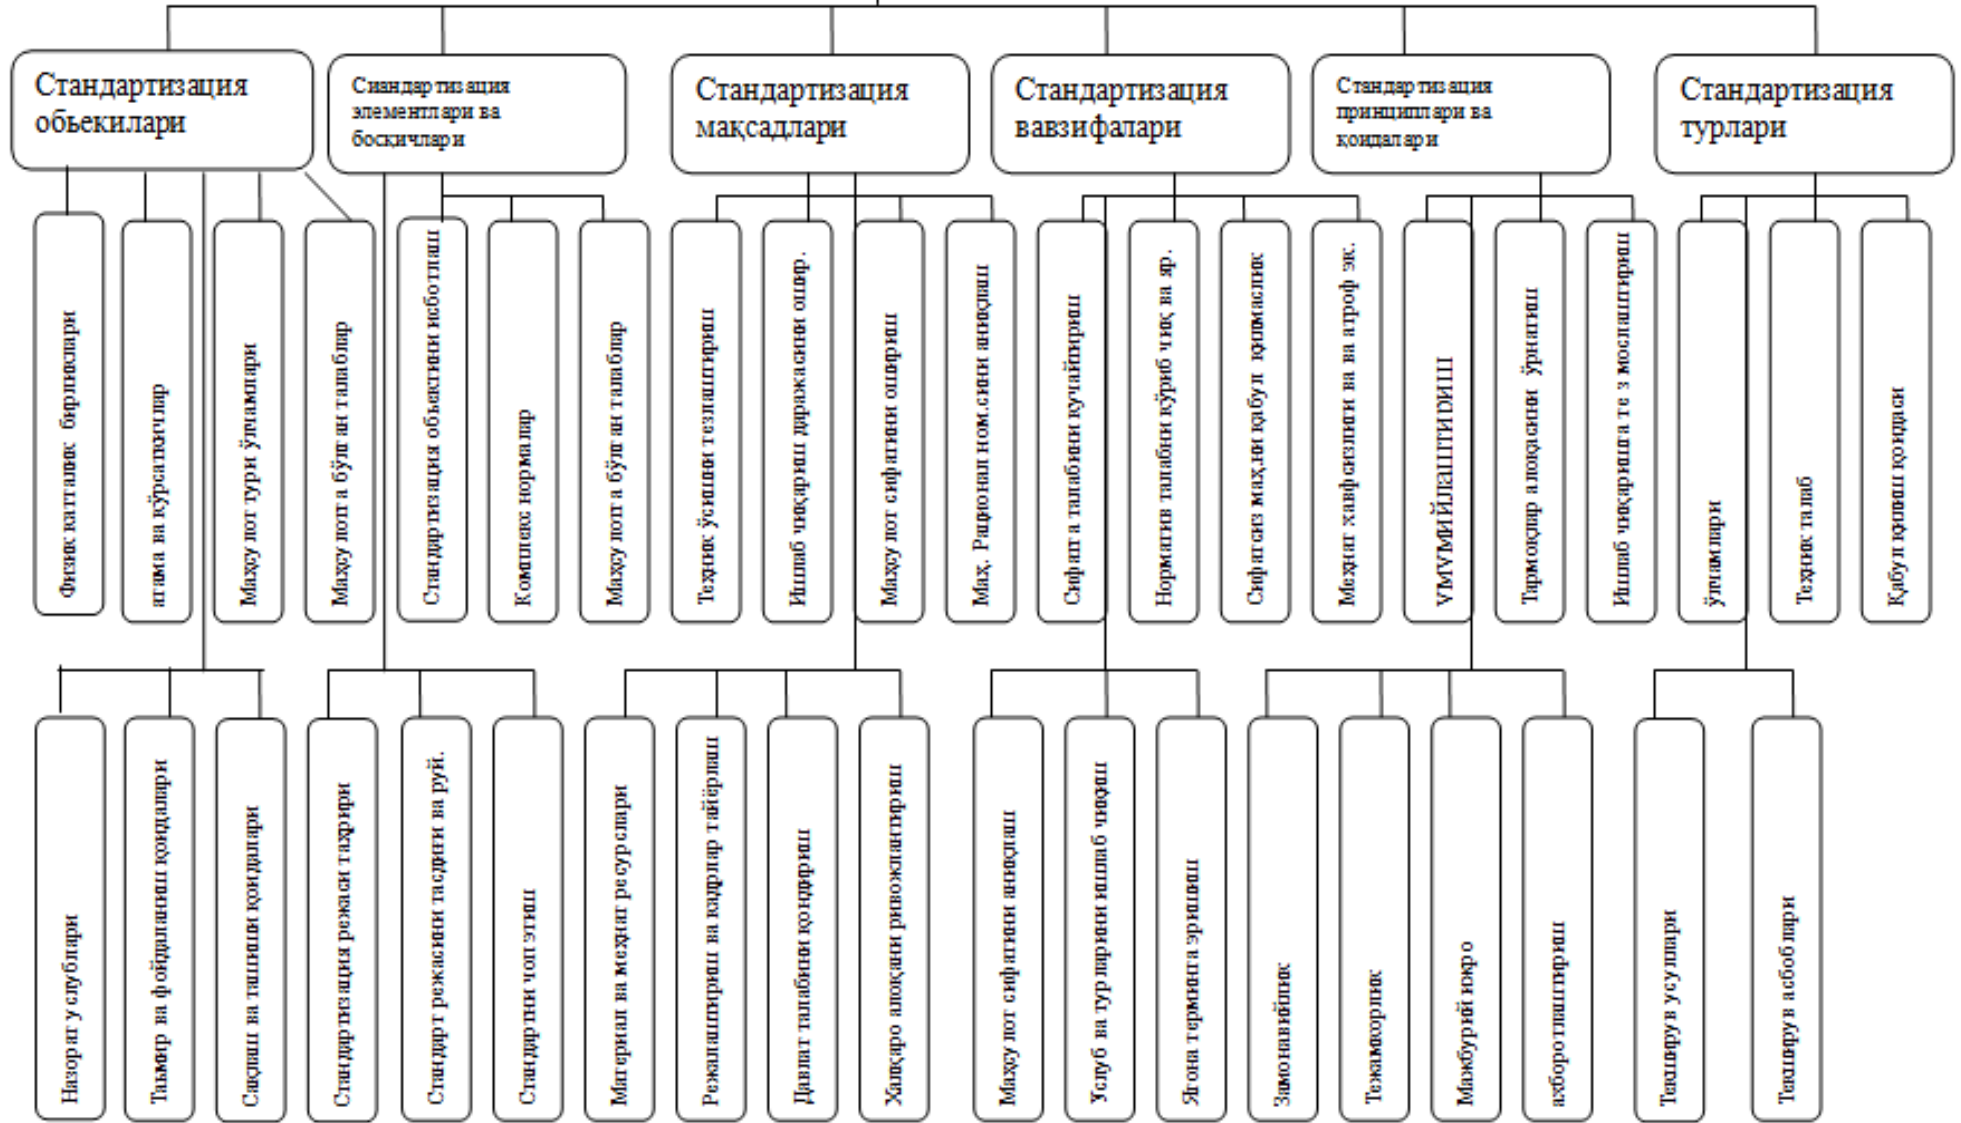 Стандартизация
обьекилари
Сиандартизация
элементлари ва
босқичлари
Стандартизация
мақсадлари
Стандартизация
вавзифалари
Стандартизация
принциплари ва
қоидалари
Стандартизация
турлари
Физик катталик бирликлари
атама ва кўрсаткичлар
Маҳсулот тури ўлчамлари
Маҳсулотга бўлган талаблар
Стандартизация обьектини исботлаш
Комплекс нормалар
Маҳсулотга бўлган талаблар
Техник ўсишни тезлаштириш
Ишлаб чиқариш даражасини ошир.
Маҳсулот сифатини ошириш
Маҳ. Рационал ном.сини аниқлаш
Сифатга талабини кучайтириш
Норматив талабни кўриб чиқ ва яр.
Сифатсиз маҳ.ни қабул қилмаслик
Меҳнат хавфсизлиги ва ва атроф эк.
УМУМИЙЛАШТИРИШ
Тармоқлар алоқасини ўрнатиш
Ишлаб чиқаришга тез мослаштириш
ўлчамлари
Техник талаб
Қабул қилиш қоидаси
Назорат услублари
Таъмир ва фойдаланиш қоидалари
Сақлаш ва ташиш қоидалари
Стандартизация режаси таҳрири
Стандарт режасини тасдиғи ва руй.
Стандартни чоп этиш
Материал ва меҳнат ресурслари
Режалаштириш ва кадрлар тайёрлаш
Давлат талабини қондириш
Халқаро алоқани ривожлантириш
Маҳсулот сифатини аниқлаш
Услуб ва турларини ишлаб чиқиш
Ягона терминга эришиш
Замонавийлик
Тежамкорлик
Мажбурий ижро
ахборотлаштириш
Текширув усуллари
Текширув асбоблари